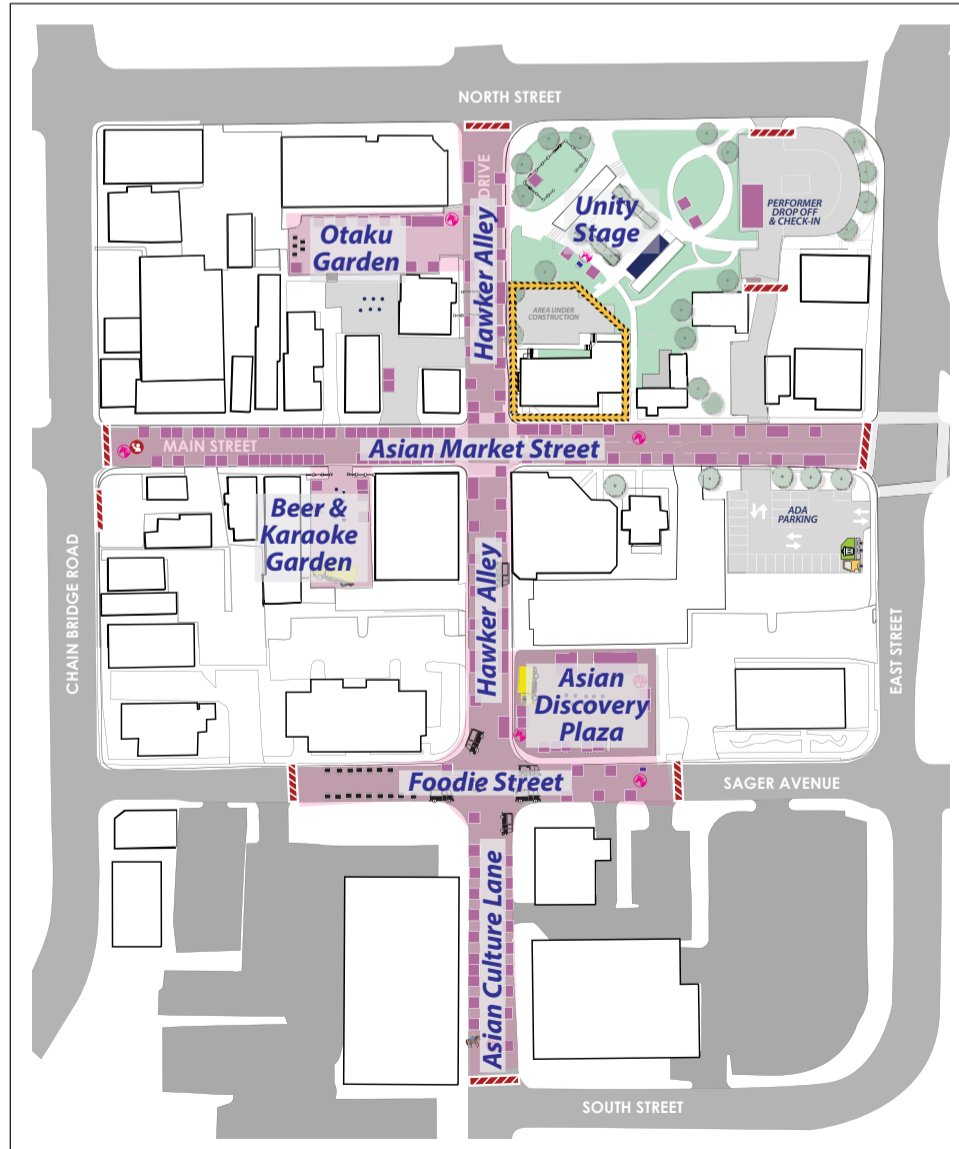 NORTH STREET
DRIVE
Hawker Alley
Otaku
Garden
Unity
Stage
PERFORMER
DROP OFF
& CHECK-IN
AREA UNDER
CONSTRUCTION
MAIN STREET
Asian Market Street
Beer &
Karaoke
Garden
Hawker Alley
ADA
PARKING
CHAIN BRIDGE ROAD
EAST STREET
Asian
Discovery
Plaza
Foodie Street
SAGER AVENUE
Asian Culture Lane
SOUTH STREET